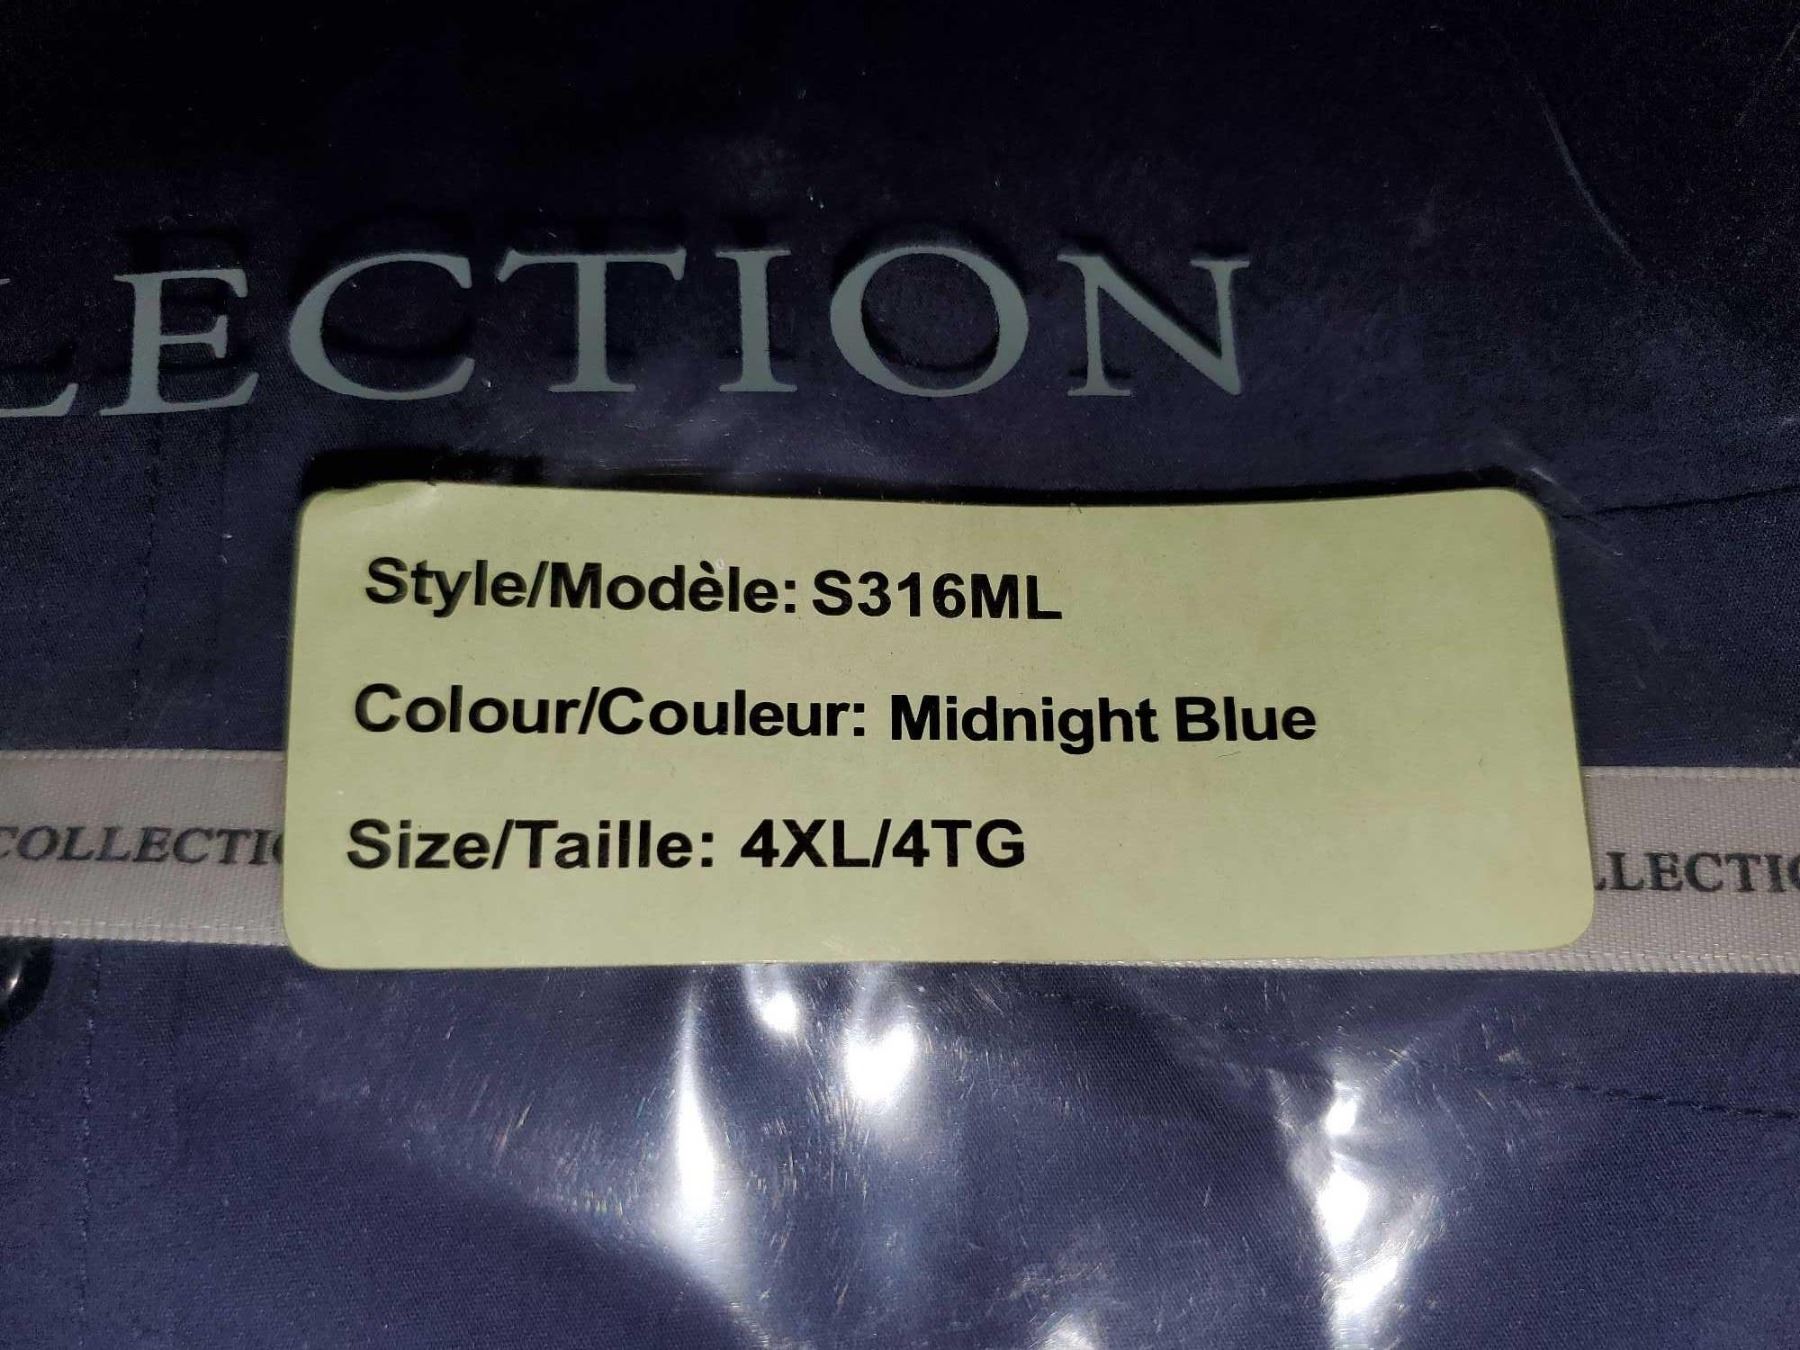 LECTION
Style/Modèle: S316ML
Colour/Couleur: Midnight Blue
Size/Taille: 4XL/4TG
COLLECTI
LLECTI